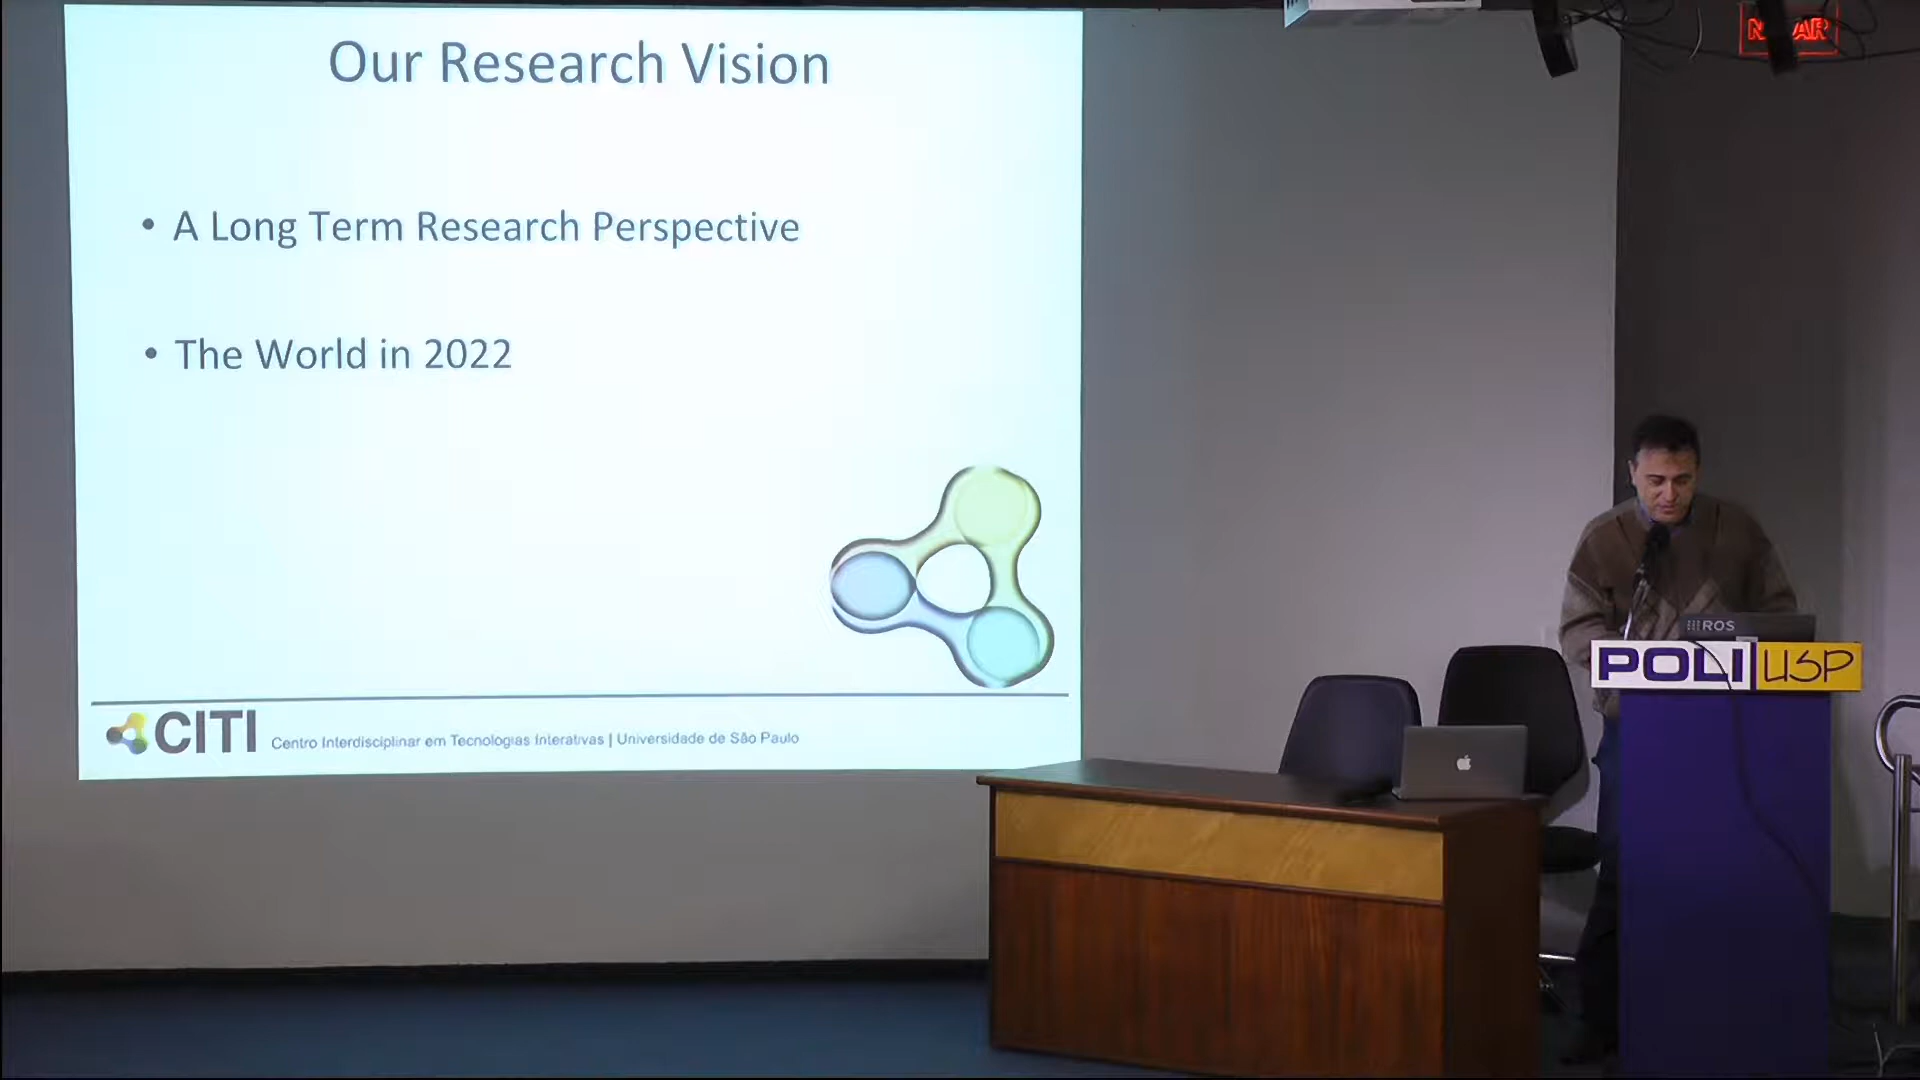 Our Research Vision
• A Long Term Research Perspective
• The World in 2022
CITI Centro Interdisciplinar em Tecnologias Interativas | Universidade de São Paulo
POLI USP